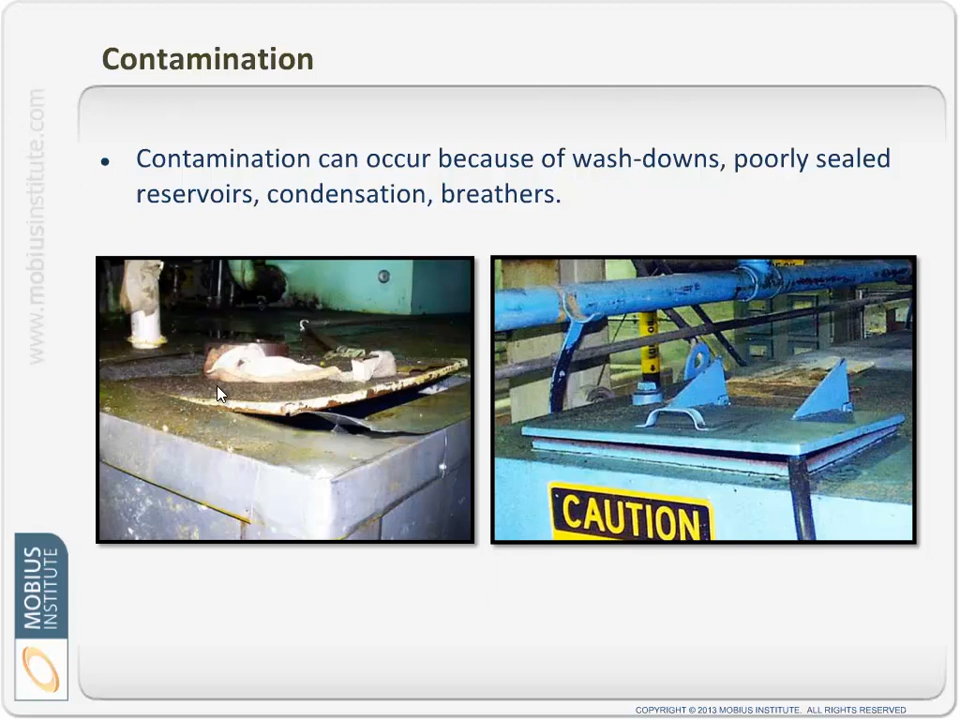 Contamination
• Contamination can occur because of wash-downs, poorly sealed
reservoirs, condensation, breathers.
www.mobiusinstitute.com
CAUTION
MOBIUS
INSTITUTE
COPYRIGHT © 2013 MOBIUS INSTITUTE. ALL RIGHTS RESERVED